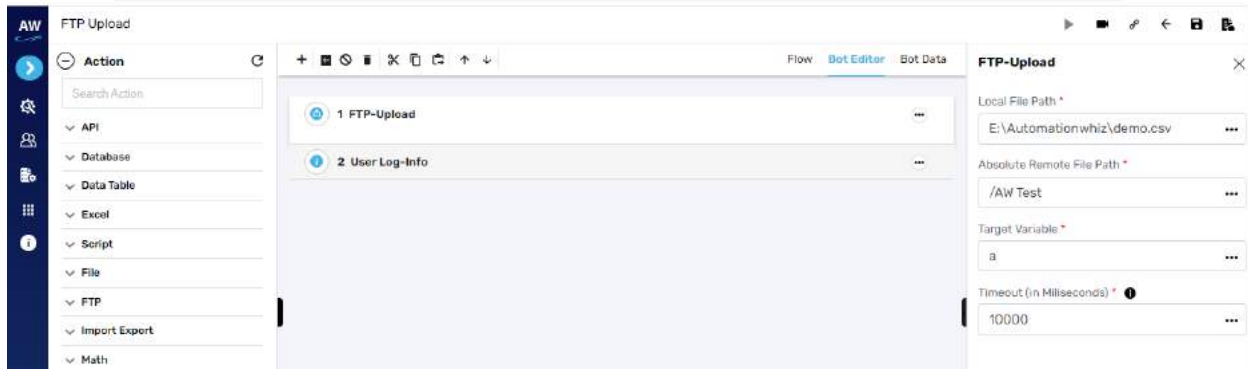 AW
FTP Upload
Action
Search Action
API
Database
Data Table
Excel
Script
File
FTP
Import Export
Math
Flow
Bot Editor
Bot Data
1 FTP-Upload
2 User Log-Info
FTP-Upload
Local File Path *
E:\Automationwhiz\demo.csv
Absolute Remote File Path *
/AW Test
Target Variable *
a
Timeout (in Miliseconds) *
10000